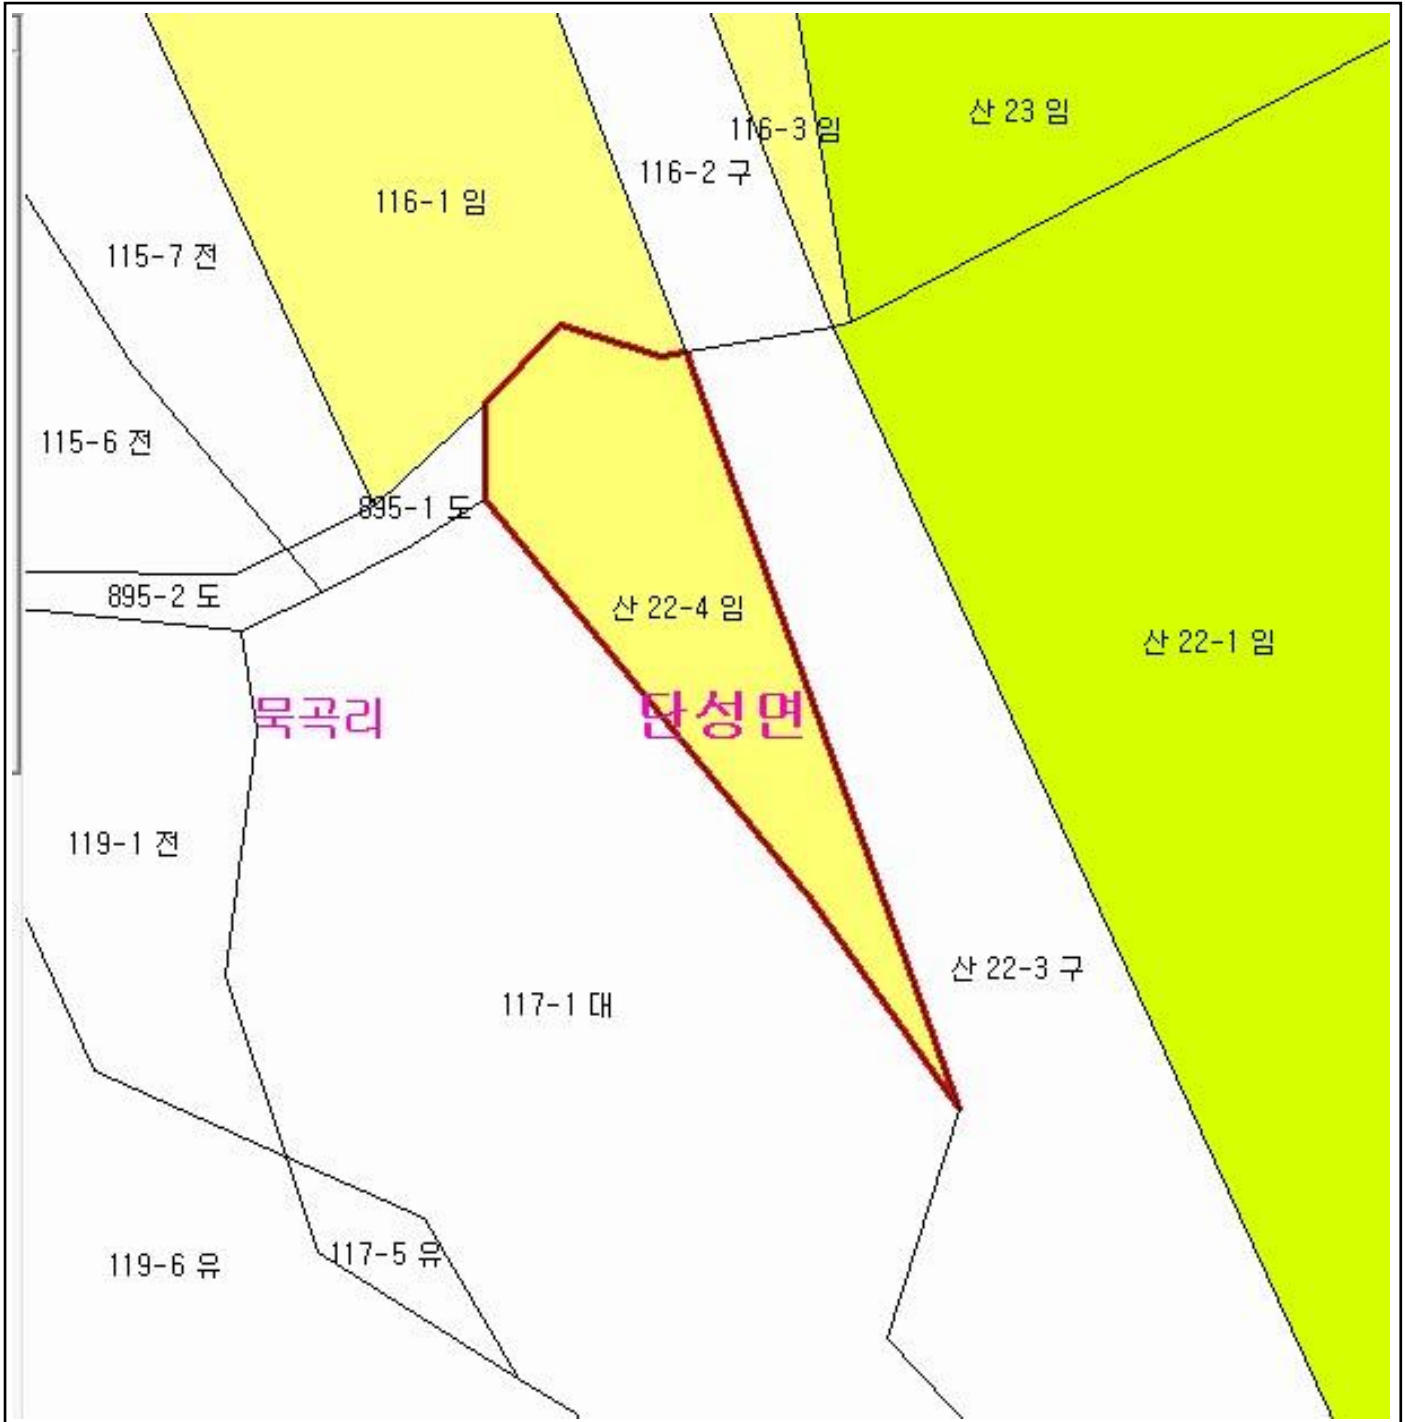 산 23 임
116-3 임
116-2 구
116-1 임
115-7 전
115-6 전
895-1 도
895-2 도
산 22-4 임
산 22-1 임
묵곡리
단성면
119-1 전
산 22-3 구
117-1 대
117-5 유
119-6 유